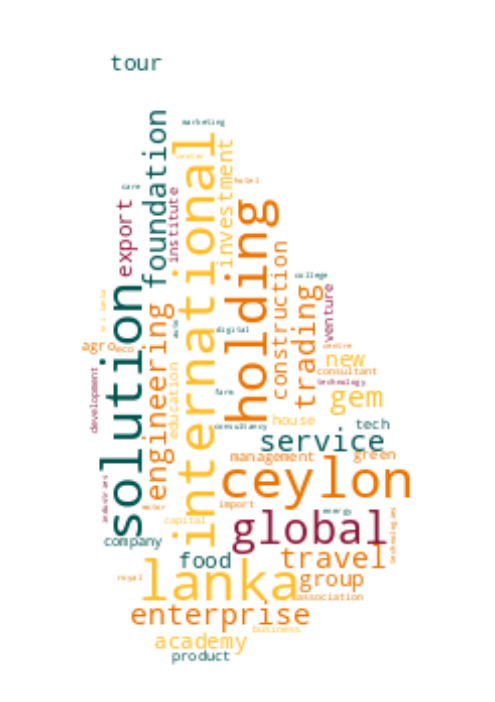 tour
marketing
foundation
international
center
investment
hotel
care
export
institute
holding
construction
college
solution
sri lanka
engineering
auto
digital
trading
venture
agro
eco
centre
new
consultant
technology
development
education
farm
gem
consultancy
house
tech
service
management
green
ceylon
motor
capital
import
energy
global
technologies
company
food
travel
lanka
group
royal
association
enterprise
business
academy
product